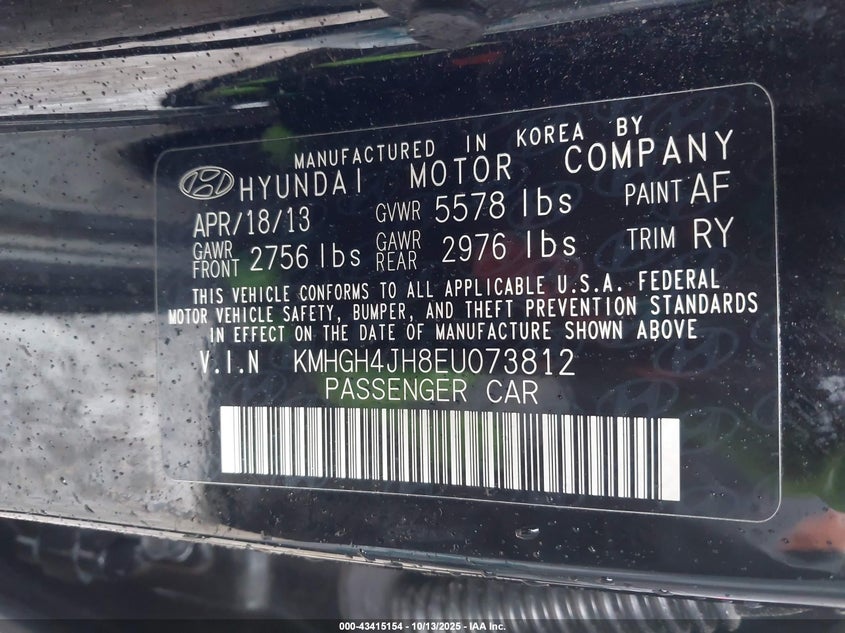 MANUFACTURED IN KOREA BY
HYUNDAI MOTOR COMPANY
APR/18/13 GVWR 5578 lbs PAINT AF
GAWR FRONT 2756 lbs GAWR REAR 2976 lbs TRIM RY
THIS VEHICLE CONFORMS TO ALL APPLICABLE U.S.A. FEDERAL
MOTOR VEHICLE SAFETY, BUMPER, AND THEFT PREVENTION STANDARDS
IN EFFECT ON THE DATE OF MANUFACTURE SHOWN ABOVE
V.I.N KMHGH4JH8EU073812
PASSENGER CAR
000-43415154 - 10/13/2025 - IAA Inc.